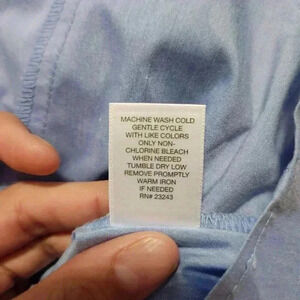 MACHINE WASH COLD
GENTLE CYCLE
WITH LIKE COLORS
ONLY NON-
CHLORINE BLEACH
WHEN NEEDED
TUMBLE DRY LOW
REMOVE PROMPTLY
WARM IRON
IF NEEDED
RN# 23243